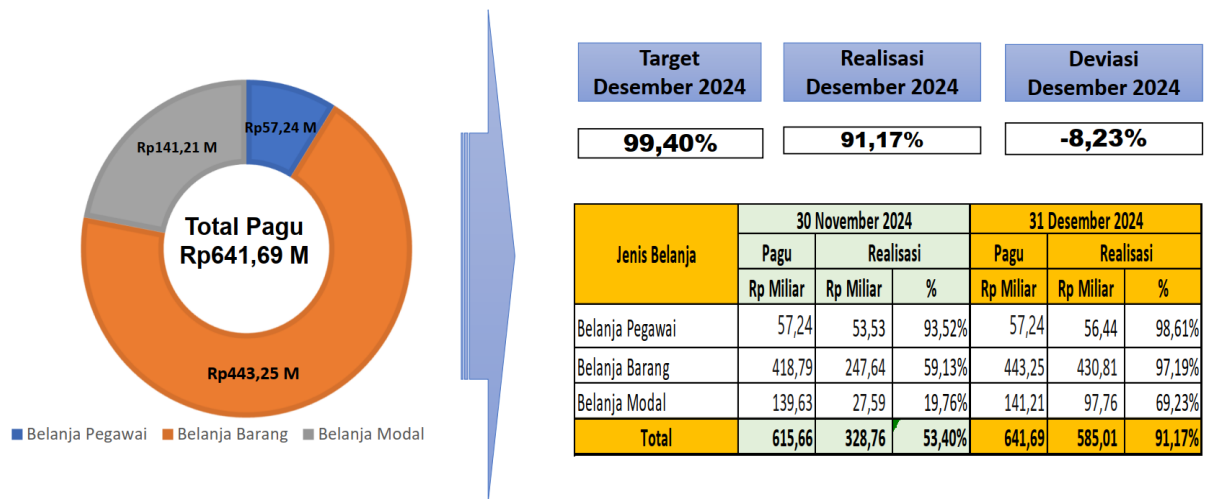 Rp57,24 M
Rp141,21 M
Total Pagu
Rp641,69 M
Rp443,25 M
Belanja Pegawai Belanja Barang Belanja Modal
Target
Desember 2024
99,40%
Realisasi
Desember 2024
91,17%
Deviasi
Desember 2024
-8,23%
Jenis Belanja 30 November 2024 31 Desember 2024
Pagu Realisasi Pagu Realisasi
Rp Miliar Rp Miliar % Rp Miliar Rp Miliar %
Belanja Pegawai 57,24 53,53 93,52% 57,24 56,44 98,61%
Belanja Barang 418,79 247,64 59,13% 443,25 430,81 97,19%
Belanja Modal 139,63 27,59 19,76% 141,21 97,76 69,23%
Total 615,66 328,76 53,40% 641,69 585,01 91,17%